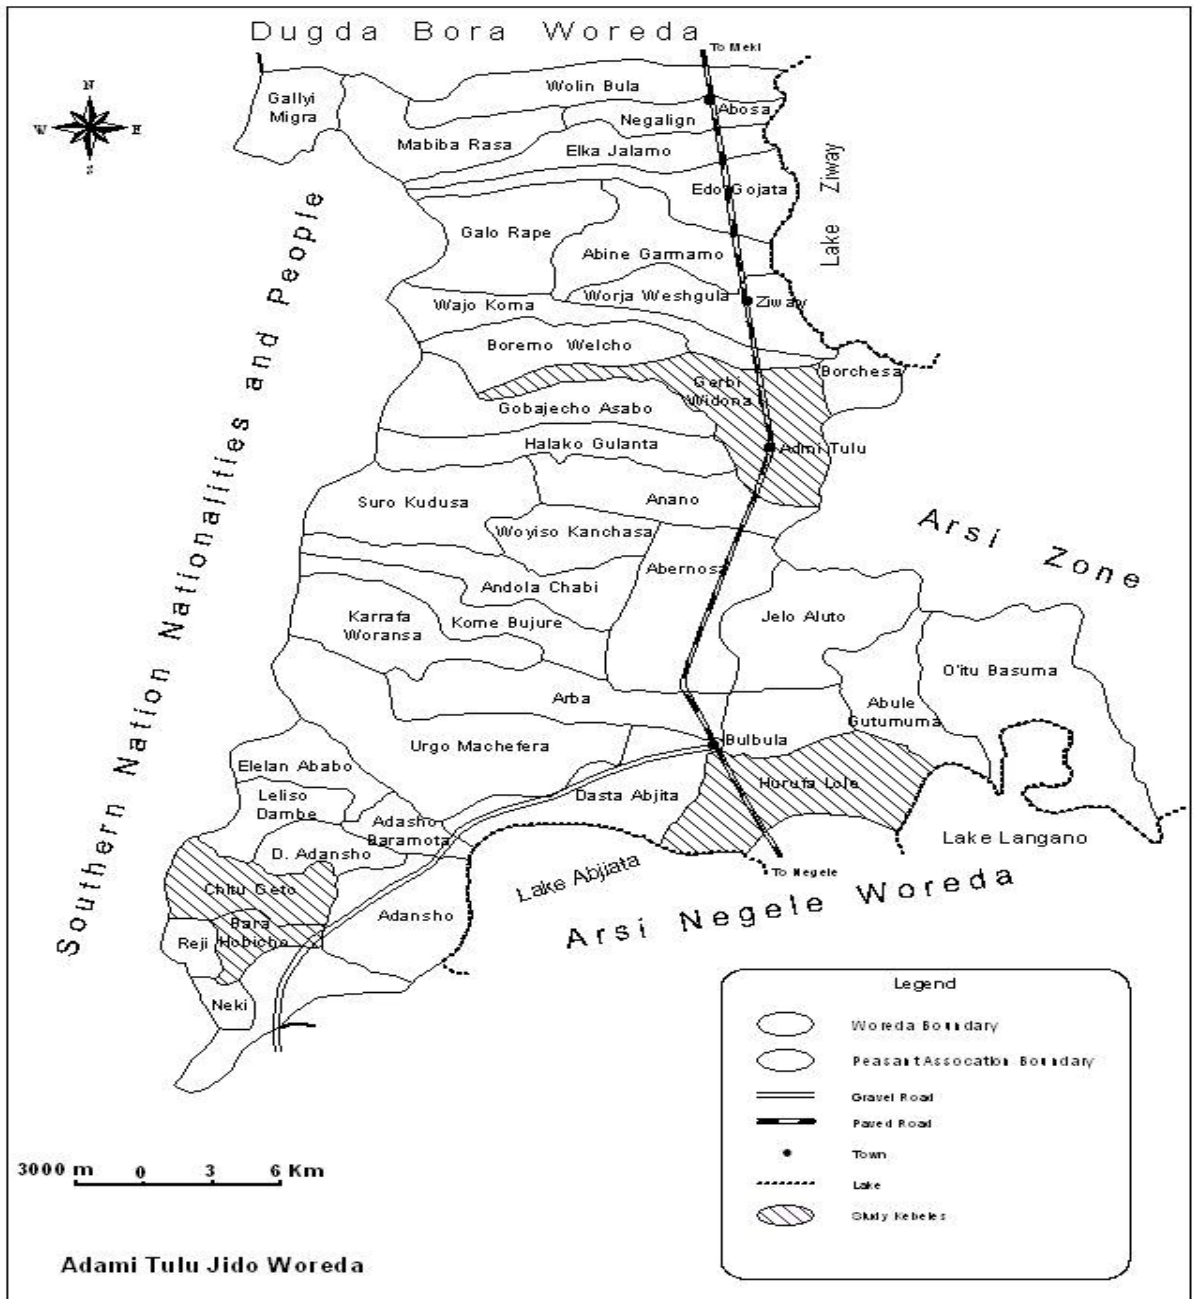 Dugda Bora Woreda
To Meki
N
W E
S
Gallyi
Migra
Wolin Bula
Abosa
Negalign
Mabiba Rasa
Elka Jalamo
Edo Gojata
Lake Ziway
Galo Rape
Abine Garmamo
Worja Weshgula
Ziway
Wajo Koma
Boremo Welcho
Borchesa
Gerbi
Widona
Gobajecho Asabo
Halako Gulanta
Admi Tulu
Suro Kudusa
Anano
Arsi Zone
Woyiso Kanchasa
Abernosa
Andola Chabi
Karrafa
Woransa
Kome Bujure
Jelo Aluto
O'itu Basuma
Arba
Abule
Gutumuma
Urgo Machefera
Bulbula
Elelan Ababo
Hurufa Lole
Leliso
Dambe
Dasta Abjita
Adasho
Baramota
D. Adansho
Lake Langano
To Negele
Chitu Geto
Lake Abjiata
Arsi Negele Woreda
Adansho
Bara
Hobicho
Reji
Neki
Southern Nation Nationalities and People
Legend
Woreda Boundary
Peasant Assocation Boundary
Gravel Road
Paved Road
Town
Lake
Study Kebeles
3000 m 0 3 6 Km
Adami Tulu Jido Woreda